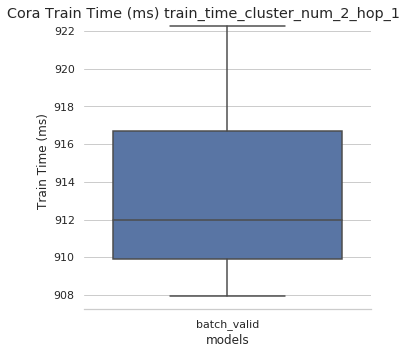 Cora Train Time (ms) train_time_cluster_num_2_hop_1
922
920
918
916
914
912
910
908
Train Time (ms)
batch_valid
models